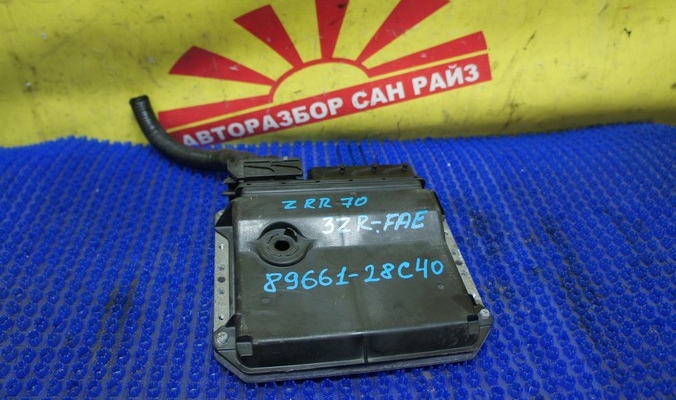 АВТОРАЗБОР САН РАЙЗ
ZRR70
3ZR-FAE
89661-28C40